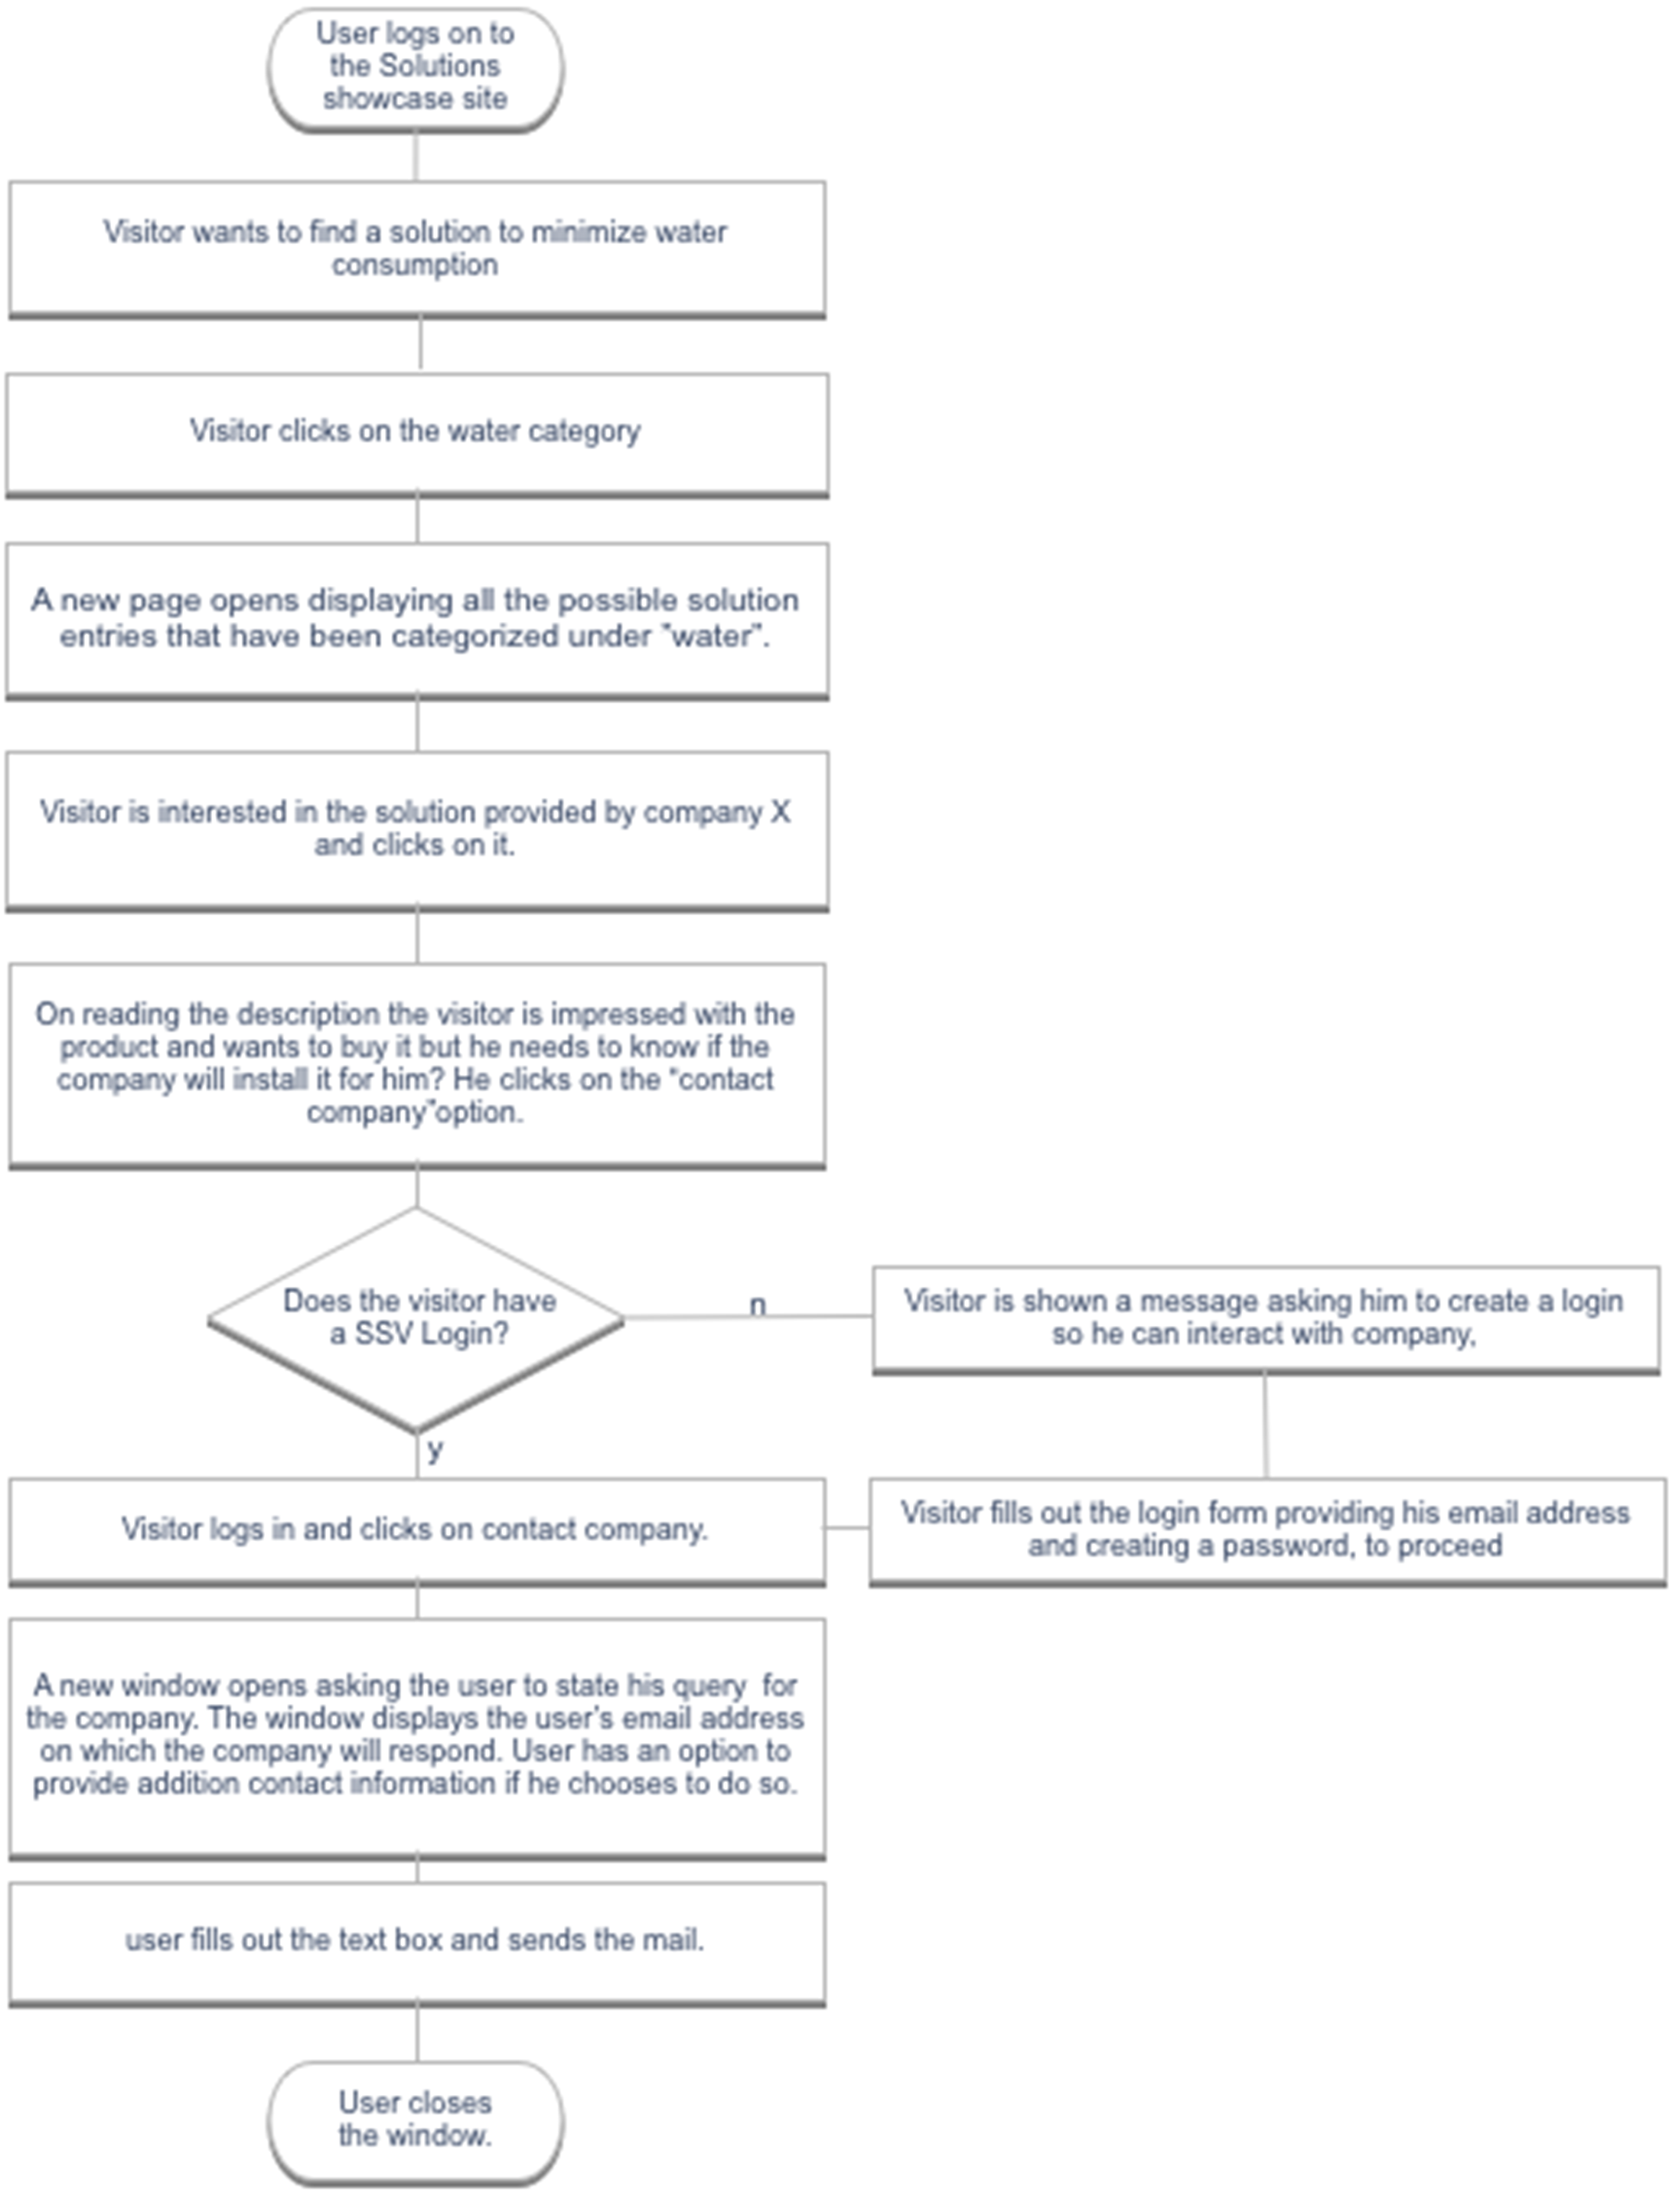 User logs on to
the Solutions
showcase site
Visitor wants to find a solution to minimize water
consumption
Visitor clicks on the water category
A new page opens displaying all the possible solution
entries that have been categorized under "water".
Visitor is interested in the solution provided by company X
and clicks on it.
On reading the description the visitor is impressed with the
product and wants to buy it but he needs to know if the
company will install it for him? He clicks on the "contact
company"option.
Does the visitor have
a SSV Login?
n
Visitor is shown a message asking him to create a login
so he can interact with company,
y
Visitor logs in and clicks on contact company.
Visitor fills out the login form providing his email address
and creating a password, to proceed
A new window opens asking the user to state his query  for
the company. The window displays the user's email address
on which the company will respond. User has an option to
provide addition contact information if he chooses to do so.
user fills out the text box and sends the mail.
User closes
the window.